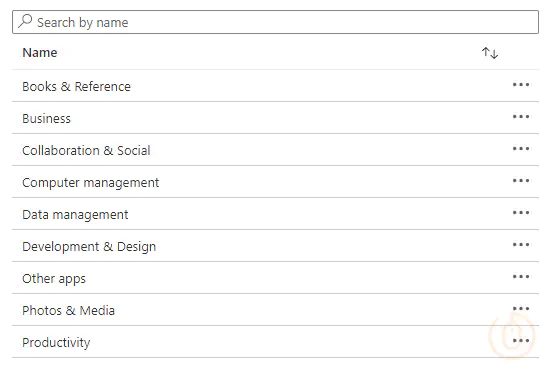 Search by name
Name
Books & Reference
Business
Collaboration & Social
Computer management
Data management
Development & Design
Other apps
Photos & Media
Productivity